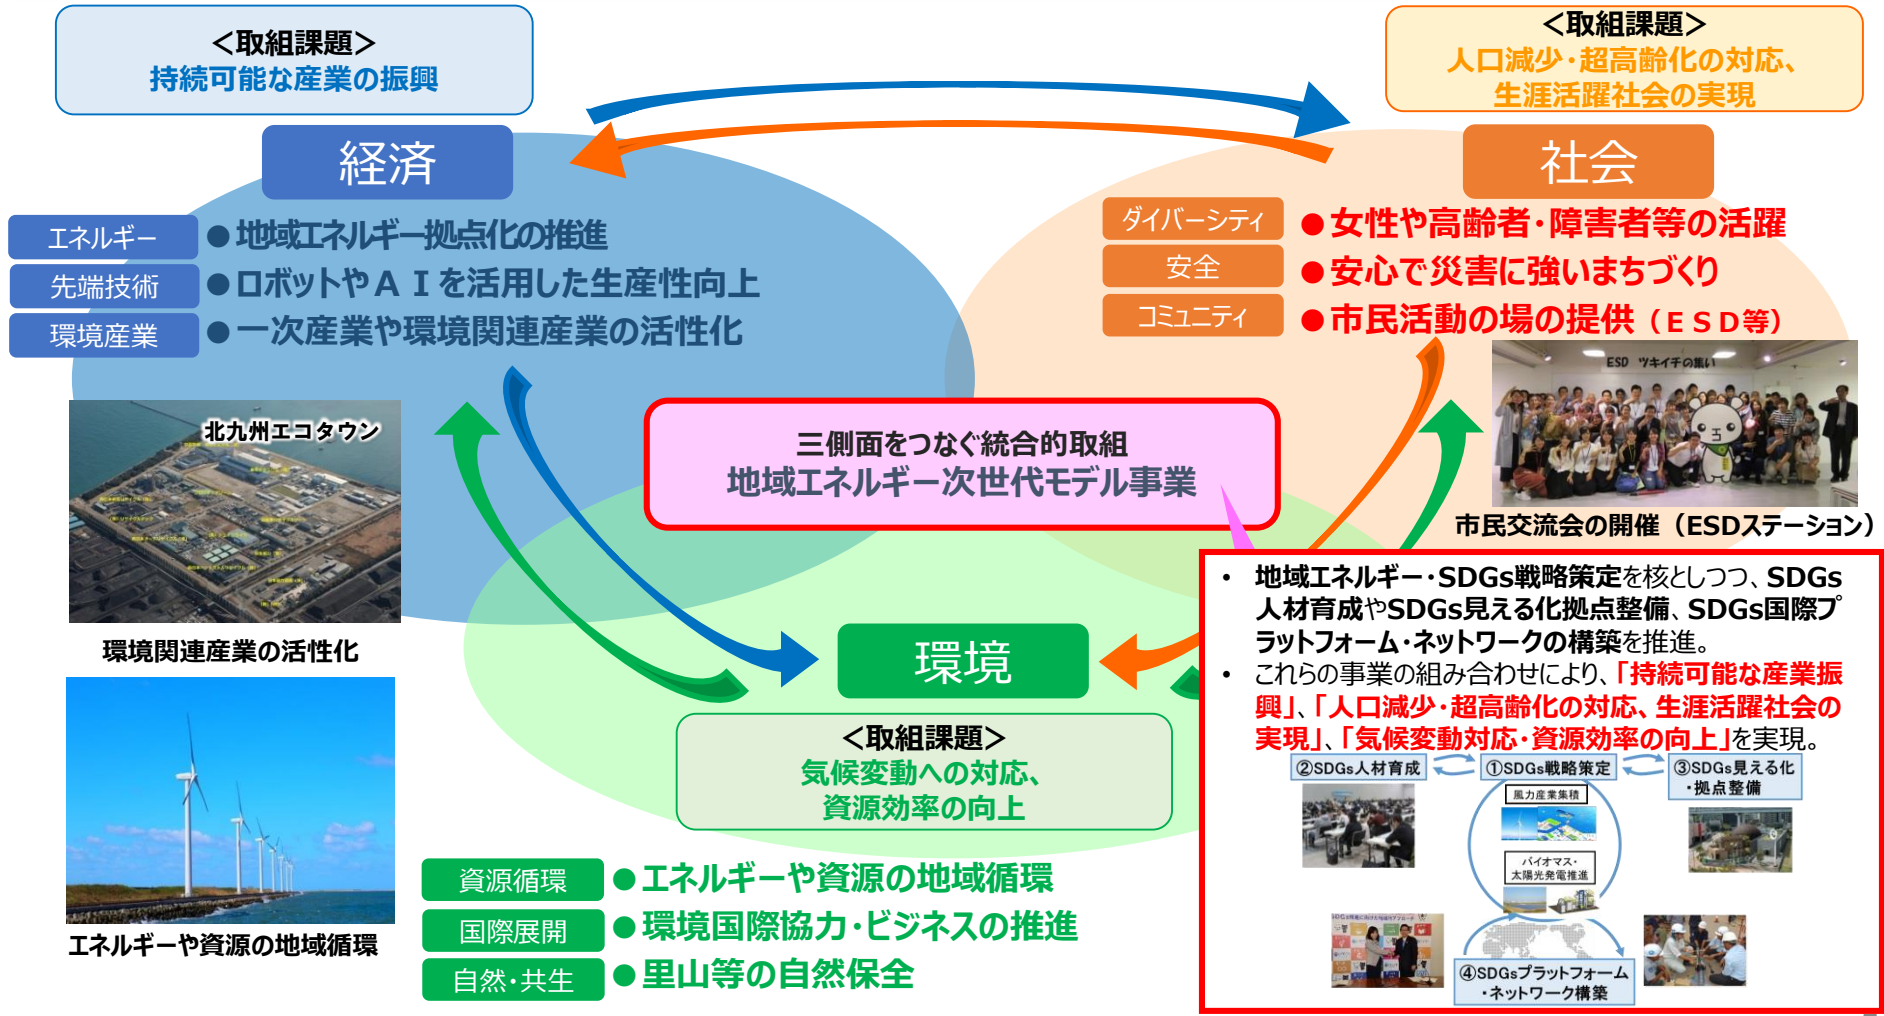 ＜取組課題＞
持続可能な産業の振興
経済
エネルギー
●地域エネルギー拠点化の推進
先端技術
●ロボットやＡＩを活用した生産性向上
環境産業
●一次産業や環境関連産業の活性化
北九州エコタウン
環境関連産業の活性化
エネルギーや資源の地域循環
＜取組課題＞
人口減少・超高齢化の対応、
生涯活躍社会の実現
社会
ダイバーシティ
●女性や高齢者・障害者等の活躍
安全
●安心で災害に強いまちづくり
コミュニティ
●市民活動の場の提供（ＥＳＤ等）
ESD ツキイチの集い
市民交流会の開催（ESDステーション）
三側面をつなぐ統合的取組
地域エネルギー次世代モデル事業
環境
＜取組課題＞
気候変動への対応、
資源効率の向上
資源循環
●エネルギーや資源の地域循環
国際展開
●環境国際協力・ビジネスの推進
自然・共生
●里山等の自然保全
• 地域エネルギー・SDGs戦略策定を核としつつ、SDGs
人材育成やSDGs見える化拠点整備、SDGs国際プ
ラットフォーム・ネットワークの構築を推進。
• これらの事業の組み合わせにより、「持続可能な産業振
興」、「人口減少・超高齢化の対応、生涯活躍社会の
実現」、「気候変動対応・資源効率の向上」を実現。
②SDGs人材育成
①SDGs戦略策定
③SDGs見える化
・拠点整備
風力産業集積
バイオマス・
太陽光発電推進
④SDGsプラットフォーム
・ネットワーク構築